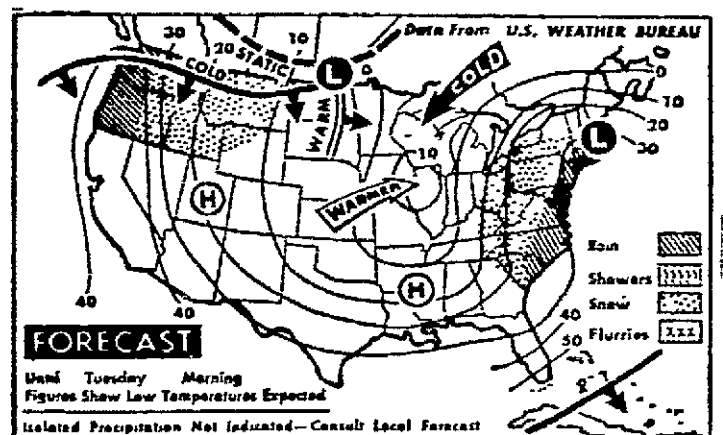 Data From U.S. WEATHER BUREAU
30
20
10
0
STATIC
COLD
L
COLD
WARM
0
10
20
30
L
10
H
WARMER
H
Rain
Showers
Snow
Flurries
40
40
40
50
FORECAST
Until Tuesday Morning
Figures Show Low Temperatures Expected
Isolated Precipitation Not Indicated—Consult Local Forecast